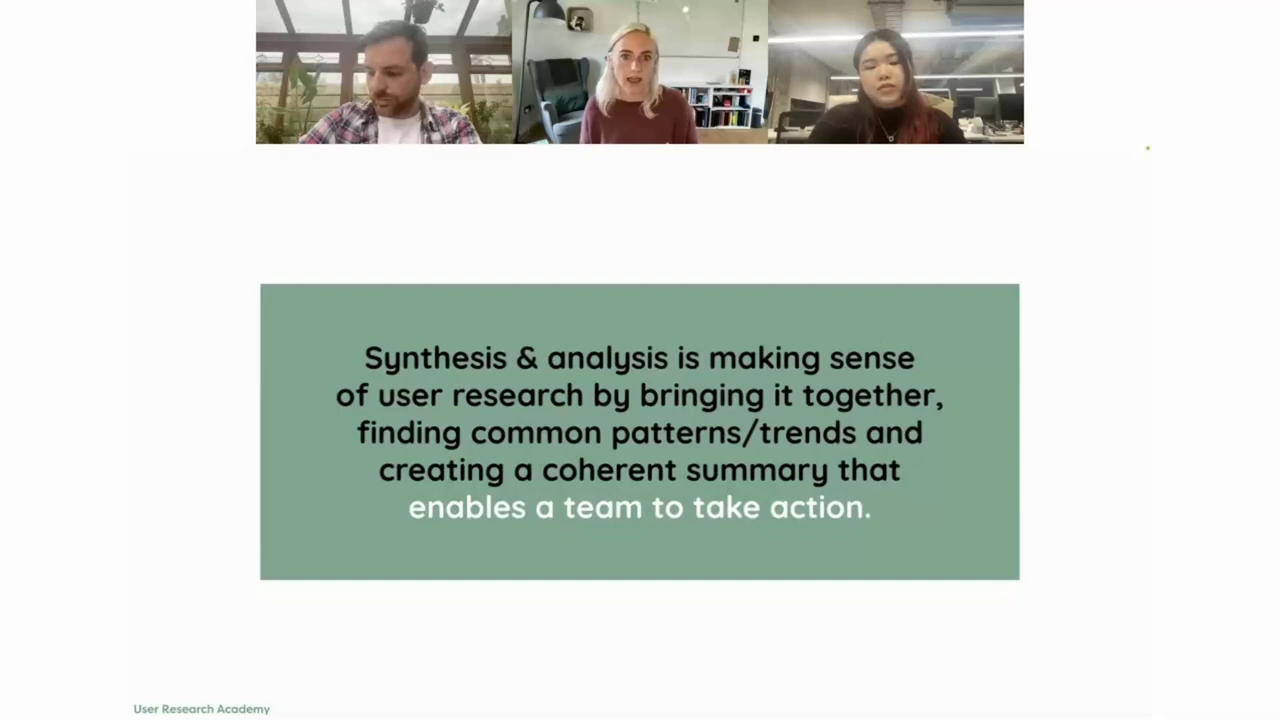 Synthesis & analysis is making sense
of user research by bringing it together,
finding common patterns/trends and
creating a coherent summary that
enables a team to take action.
User Research Academy